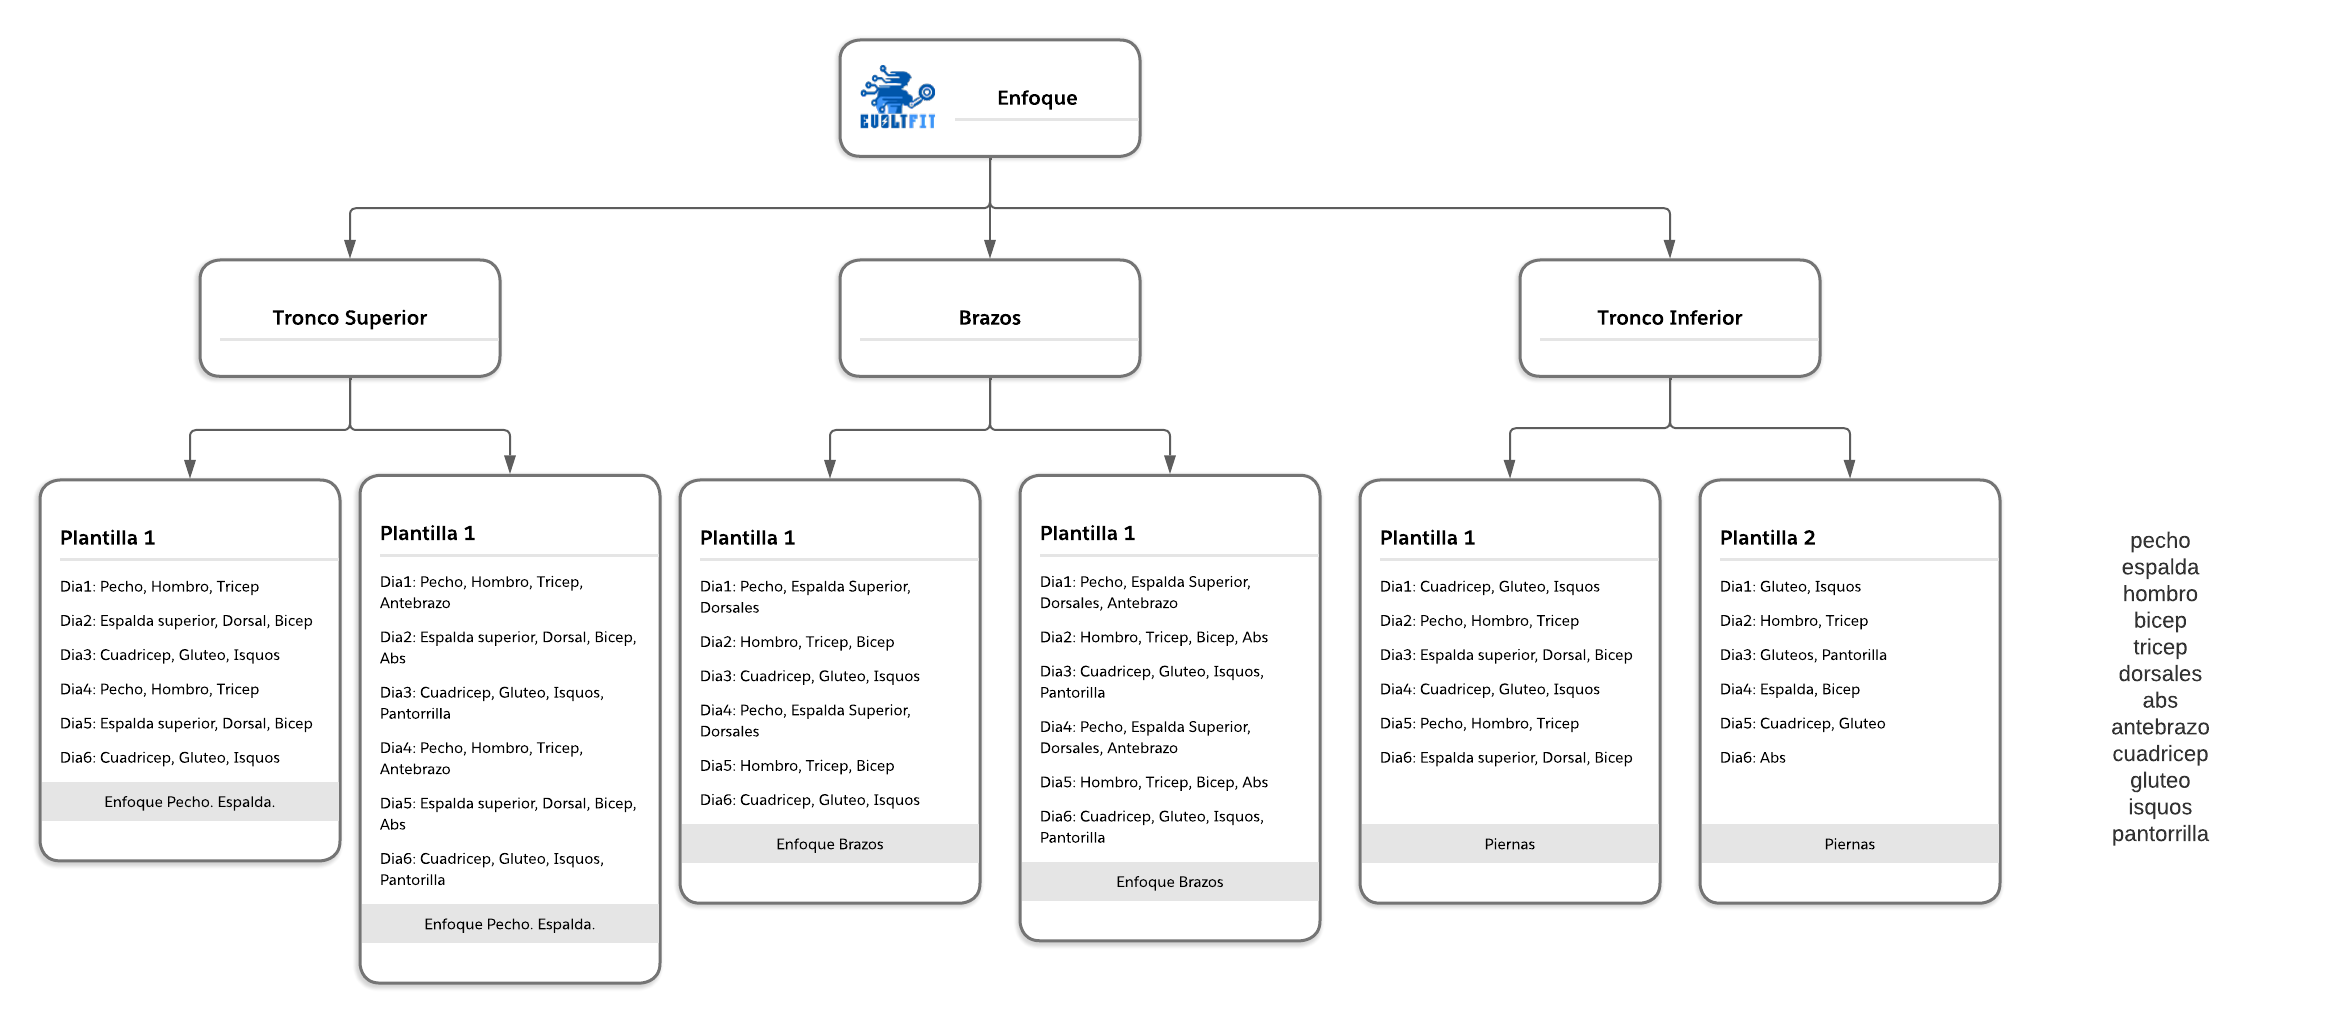 EVOLTFIT
Enfoque
Tronco Superior
Brazos
Tronco Inferior
Plantilla 1
Dia1: Pecho, Hombro, Tricep
Dia2: Espalda superior, Dorsal, Bicep
Dia3: Cuadricep, Gluteo, Isquos
Dia4: Pecho, Hombro, Tricep
Dia5: Espalda superior, Dorsal, Bicep
Dia6: Cuadricep, Gluteo, Isquos
Enfoque Pecho. Espalda.
Plantilla 1
Dia1: Pecho, Hombro, Tricep,
Antebrazo
Dia2: Espalda superior, Dorsal, Bicep,
Abs
Dia3: Cuadricep, Gluteo, Isquos,
Pantorrilla
Dia4: Pecho, Hombro, Tricep,
Antebrazo
Dia5: Espalda superior, Dorsal, Bicep,
Abs
Dia6: Cuadricep, Gluteo, Isquos,
Pantorilla
Enfoque Pecho. Espalda.
Plantilla 1
Dia1: Pecho, Espalda Superior,
Dorsales
Dia2: Hombro, Tricep, Bicep
Dia3: Cuadricep, Gluteo, Isquos
Dia4: Pecho, Espalda Superior,
Dorsales
Dia5: Hombro, Tricep, Bicep
Dia6: Cuadricep, Gluteo, Isquos
Enfoque Brazos
Plantilla 1
Dia1: Pecho, Espalda Superior,
Dorsales, Antebrazo
Dia2: Hombro, Tricep, Bicep, Abs
Dia3: Cuadricep, Gluteo, Isquos,
Pantorilla
Dia4: Pecho, Espalda Superior,
Dorsales, Antebrazo
Dia5: Hombro, Tricep, Bicep, Abs
Dia6: Cuadricep, Gluteo, Isquos,
Pantorilla
Enfoque Brazos
Plantilla 1
Dia1: Cuadricep, Gluteo, Isquos
Dia2: Pecho, Hombro, Tricep
Dia3: Espalda superior, Dorsal, Bicep
Dia4: Cuadricep, Gluteo, Isquos
Dia5: Pecho, Hombro, Tricep
Dia6: Espalda superior, Dorsal, Bicep
Piernas
Plantilla 2
Dia1: Gluteo, Isquos
Dia2: Hombro, Tricep
Dia3: Gluteos, Pantorilla
Dia4: Espalda, Bicep
Dia5: Cuadricep, Gluteo
Dia6: Abs
Piernas
pecho
espalda
hombro
bicep
tricep
dorsales
abs
antebrazo
cuadricep
gluteo
isquos
pantorrilla